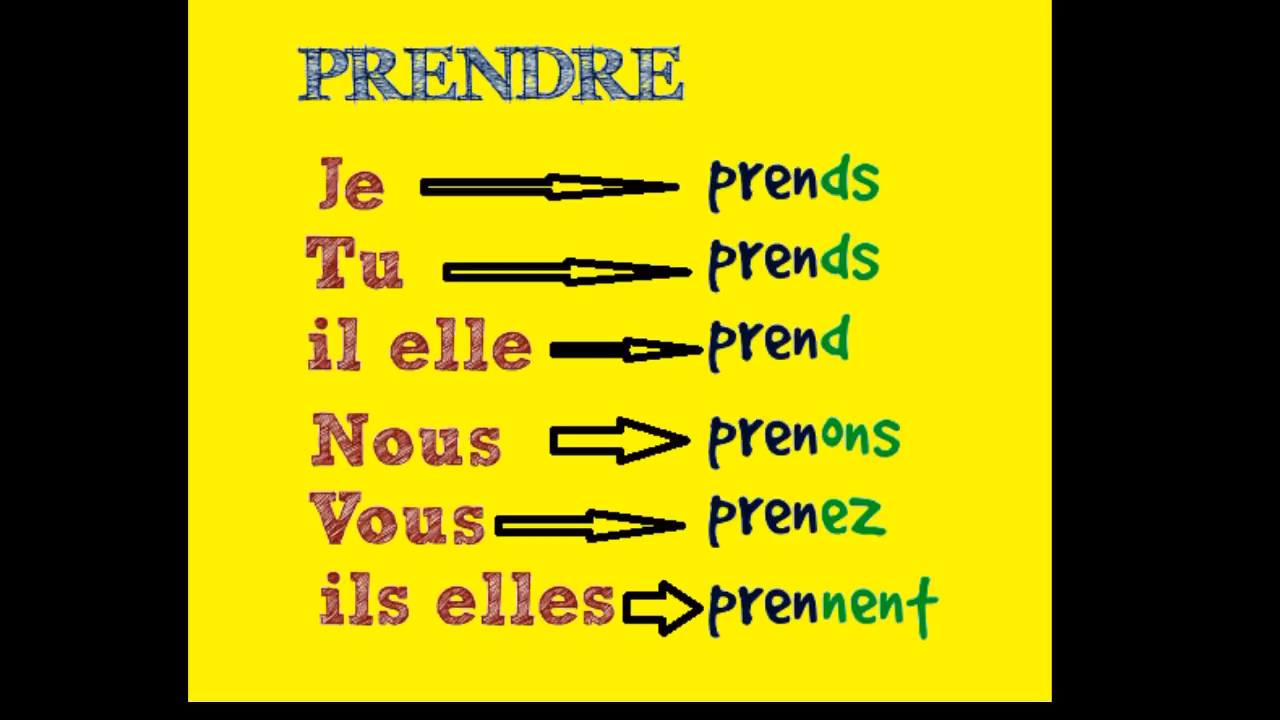 PRENDRE
Je prends
Tu prends
il elle prend
Nous prenons
Vous prenez
ils elles prennent